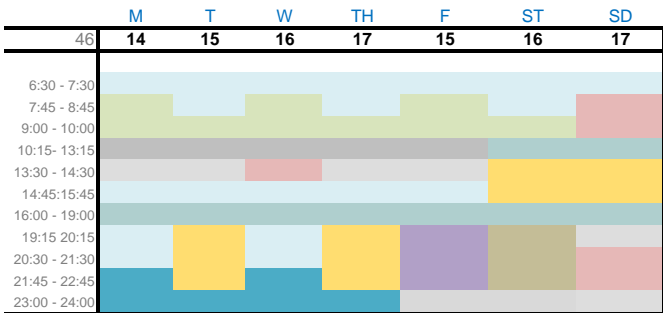 M T W TH F ST SD
46 14 15 16 17 15 16 17
6:30 - 7:30
7:45 - 8:45
9:00 - 10:00
10:15- 13:15
13:30 - 14:30
14:45:15:45
16:00 - 19:00
19:15 20:15
20:30 - 21:30
21:45 - 22:45
23:00 - 24:00